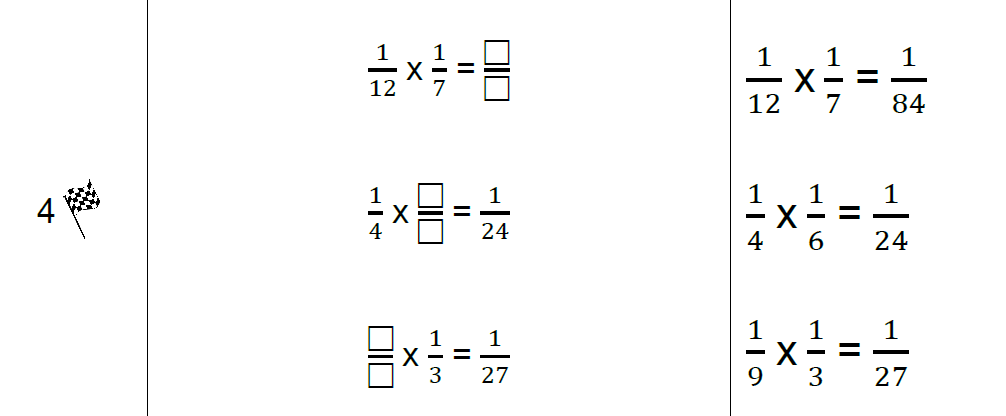 4
1/12 x 1/7 = □/□
1/4 x □/□ = 1/24
□/□ x 1/3 = 1/27
1/12 x 1/7 = 1/84
1/4 x 1/6 = 1/24
1/9 x 1/3 = 1/27